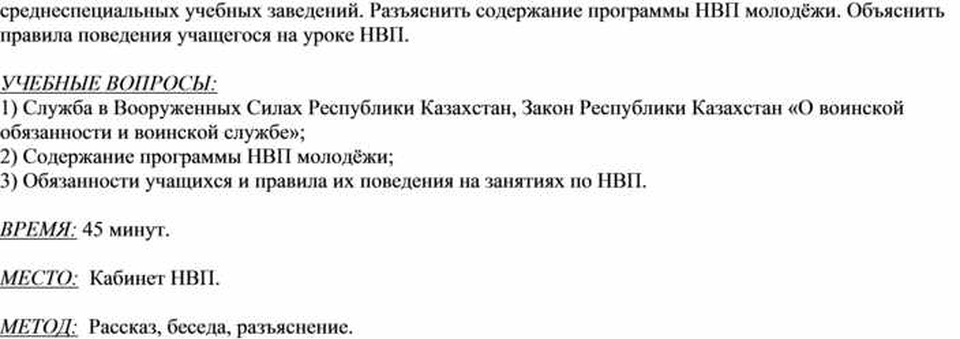 среднеспециальных учебных заведений. Разъяснить содержание программы НВП молодёжи. Объяснить
правила поведения учащегося на уроке НВП.
УЧЕБНЫЕ ВОПРОСЫ:
1) Служба в Вооруженных Силах Республики Казахстан, Закон Республики Казахстан «О воинской
обязанности и воинской службе»;
2) Содержание программы НВП молодёжи;
3) Обязанности учащихся и правила их поведения на занятиях по НВП.
ВРЕМЯ: 45 минут.
МЕСТО: Кабинет НВП.
МЕТОД: Рассказ, беседа, разъяснение.